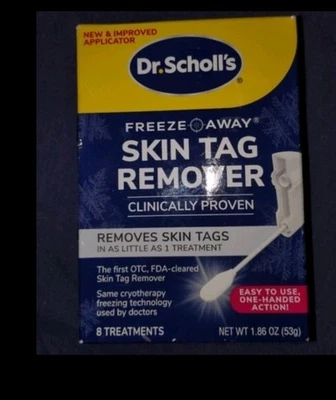 NEW & IMPROVED
APPLICATOR
Dr. Scholl's®
FREEZE AWAY®
SKIN TAG
REMOVER
CLINICALLY PROVEN
REMOVES SKIN TAGS
IN AS LITTLE AS 1 TREATMENT
The first OTC, FDA-cleared
Skin Tag Remover
Same cryotherapy
freezing technology
used by doctors
EASY TO USE,
ONE-HANDED
ACTION!
8 TREATMENTS
NET WT 1.86 OZ (53g)